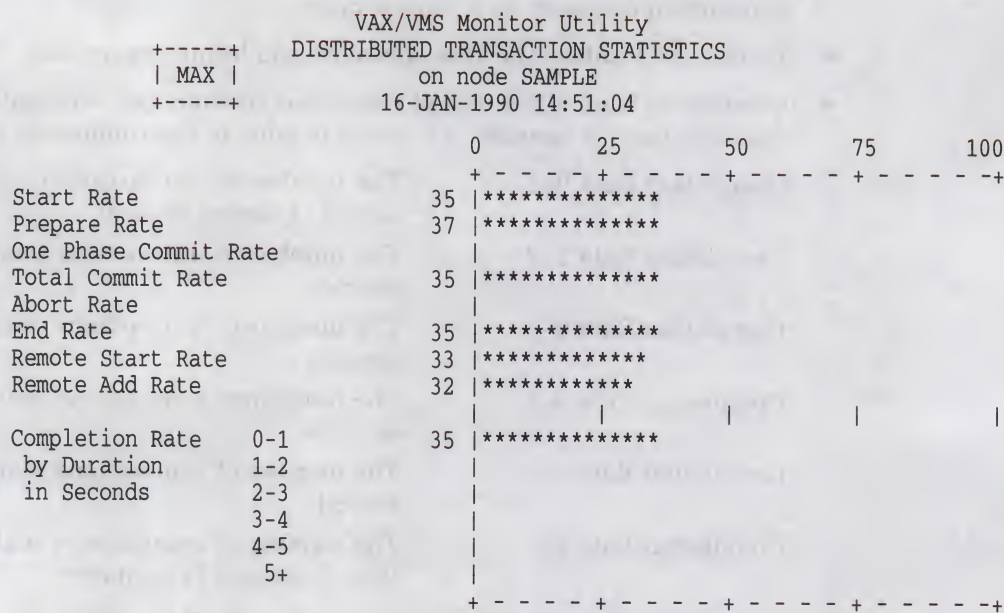 VAX/VMS Monitor Utility
+-----+ DISTRIBUTED TRANSACTION STATISTICS
| MAX | on node SAMPLE
+-----+ 16-JAN-1990 14:51:04
0 25 50 75 100
+ - - - - + - - - - + - - - - + - - - - -+
Start Rate 35 |**************
Prepare Rate 37 |**************
One Phase Commit Rate
Total Commit Rate 35 |**************
Abort Rate |
End Rate 35 |**************
Remote Start Rate 33 |*************
Remote Add Rate 32 |************
| | | | |
Completion Rate 0-1 35 |**************
by Duration 1-2 |
in Seconds 2-3 |
3-4 |
4-5 |
5+ |
+ - - - - + - - - - + - - - - + - - - - -+